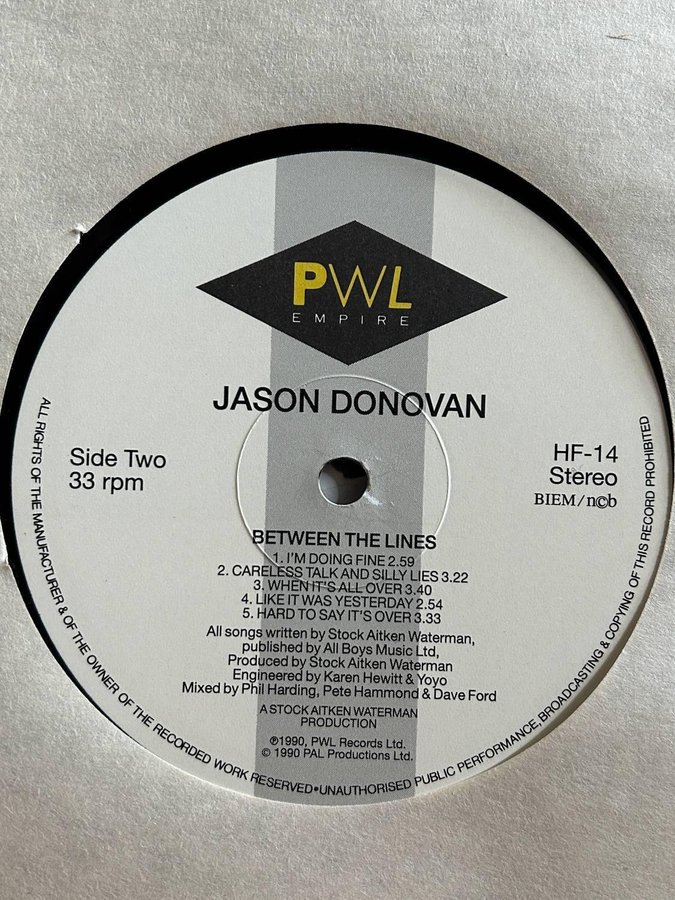 PWL
EMPIRE
JASON DONOVAN
Side Two
33 rpm
HF-14
Stereo
BIEM/n©b
BETWEEN THE LINES
1. I'M DOING FINE 2.59
2. CARELESS TALK AND SILLY LIES 3.22
3. WHEN IT'S ALL OVER 3.40
4. LIKE IT WAS YESTERDAY 2.54
5. HARD TO SAY IT'S OVER 3.33
All songs written by Stock Aitken Waterman,
published by All Boys Music Ltd,
Produced by Stock Aitken Waterman
Engineered by Karen Hewitt & Yoyo
Mixed by Phil Harding, Pete Hammond & Dave Ford
A STOCK AITKEN WATERMAN
PRODUCTION
℗1990, PWL Records Ltd.
© 1990 PAL Productions Ltd.
ALL RIGHTS OF THE MANUFACTURER & OF THE OWNER OF THE RECORDED WORK RESERVED•UNAUTHORISED PUBLIC PERFORMANCE, BROADCASTING & COPYING OF THIS RECORD PROHIBITED